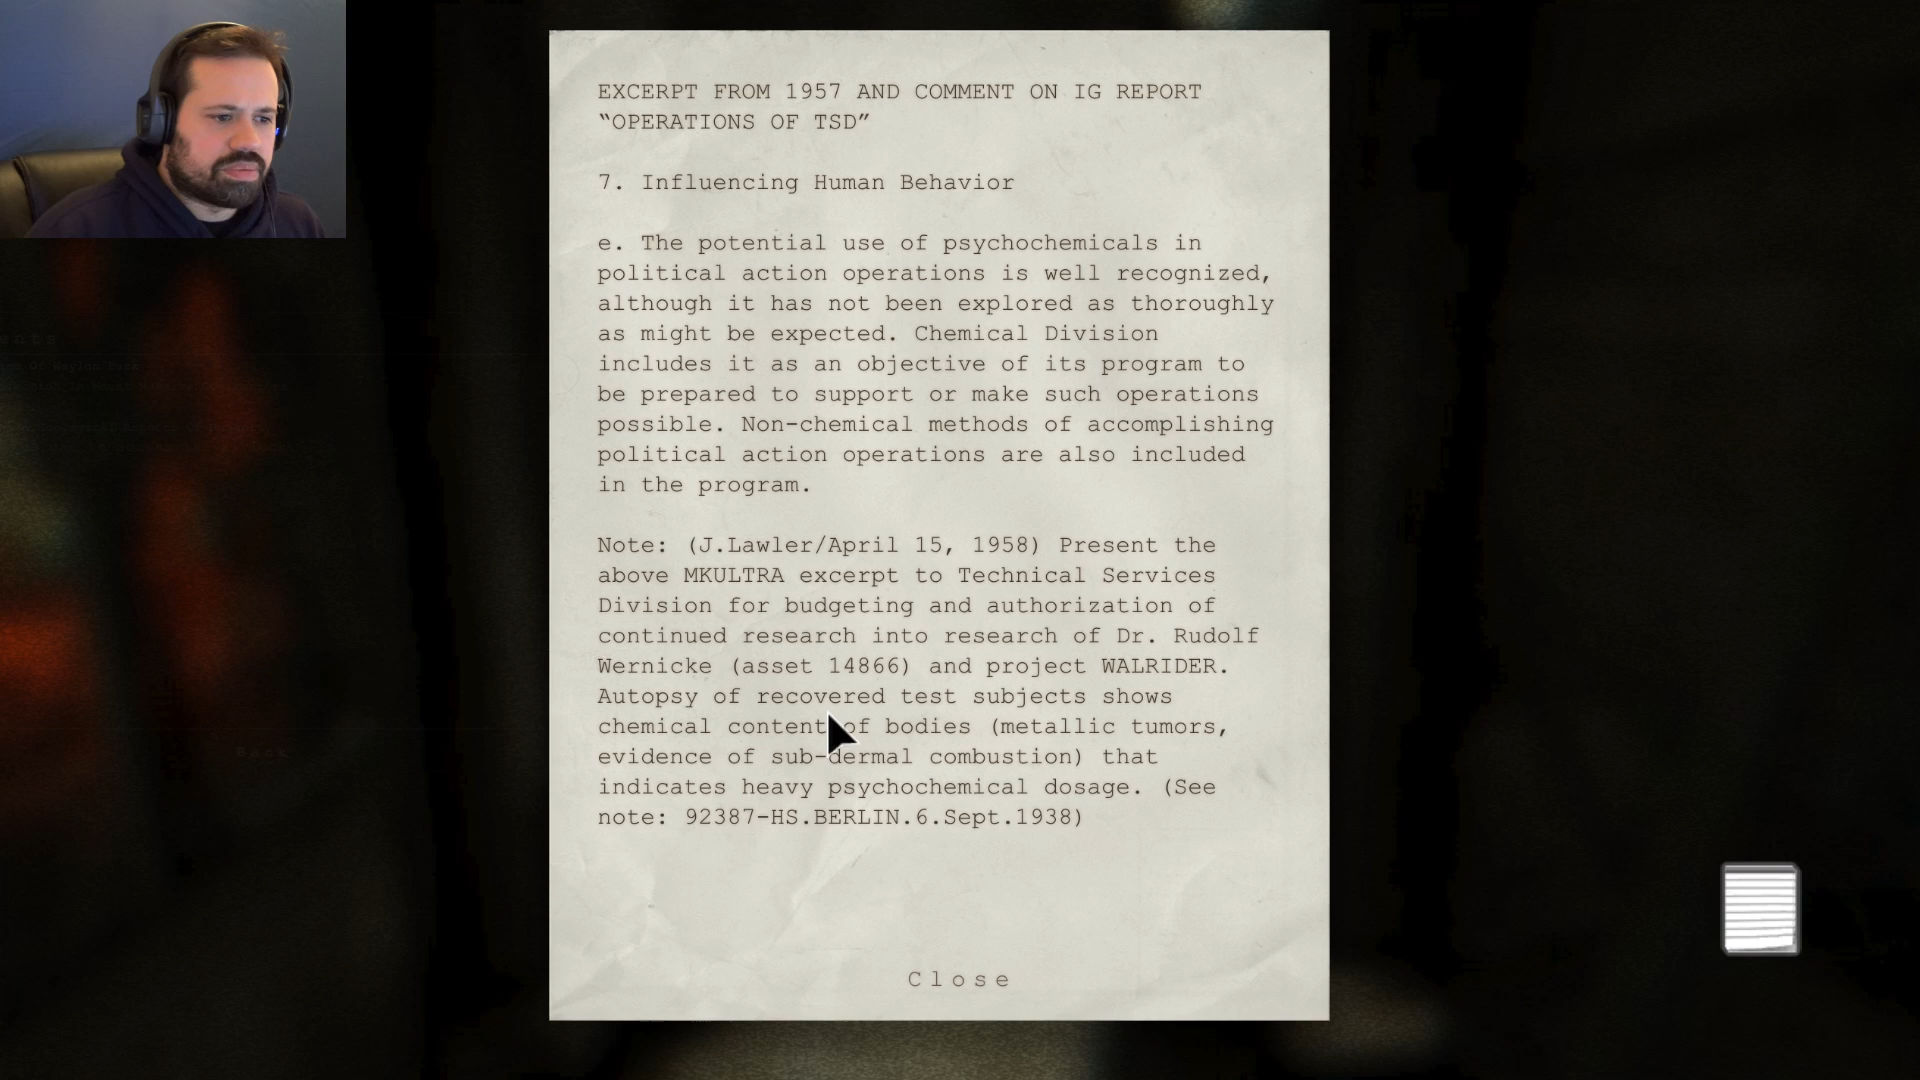 EXCERPT FROM 1957 AND COMMENT ON IG REPORT
“OPERATIONS OF TSD”
7. Influencing Human Behavior
e. The potential use of psychochemicals in
political action operations is well recognized,
although it has not been explored as thoroughly
as might be expected. Chemical Division
includes it as an objective of its program to
be prepared to support or make such operations
possible. Non-chemical methods of accomplishing
political action operations are also included
in the program.
Note: (J.Lawler/April 15, 1958) Present the
above MKULTRA excerpt to Technical Services
Division for budgeting and authorization of
continued research into research of Dr. Rudolf
Wernicke (asset 14866) and project WALRIDER.
Autopsy of recovered test subjects shows
chemical content of bodies (metallic tumors,
evidence of sub-dermal combustion) that
indicates heavy psychochemical dosage. (See
note: 92387-HS.BERLIN.6.Sept.1938)
Close
Back